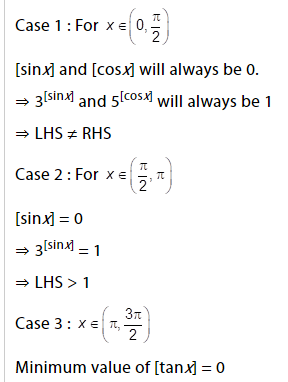 Case 1 : For x ∈ (0, π/2)
[sinx] and [cosx] will always be 0.
⇒ 3^[sinx] and 5^[cosx] will always be 1
⇒ LHS ≠ RHS
Case 2 : For x ∈ (π/2, π)
[sinx] = 0
⇒ 3^[sinx] = 1
⇒ LHS > 1
Case 3 : x ∈ (π, 3π/2)
Minimum value of [tanx] = 0